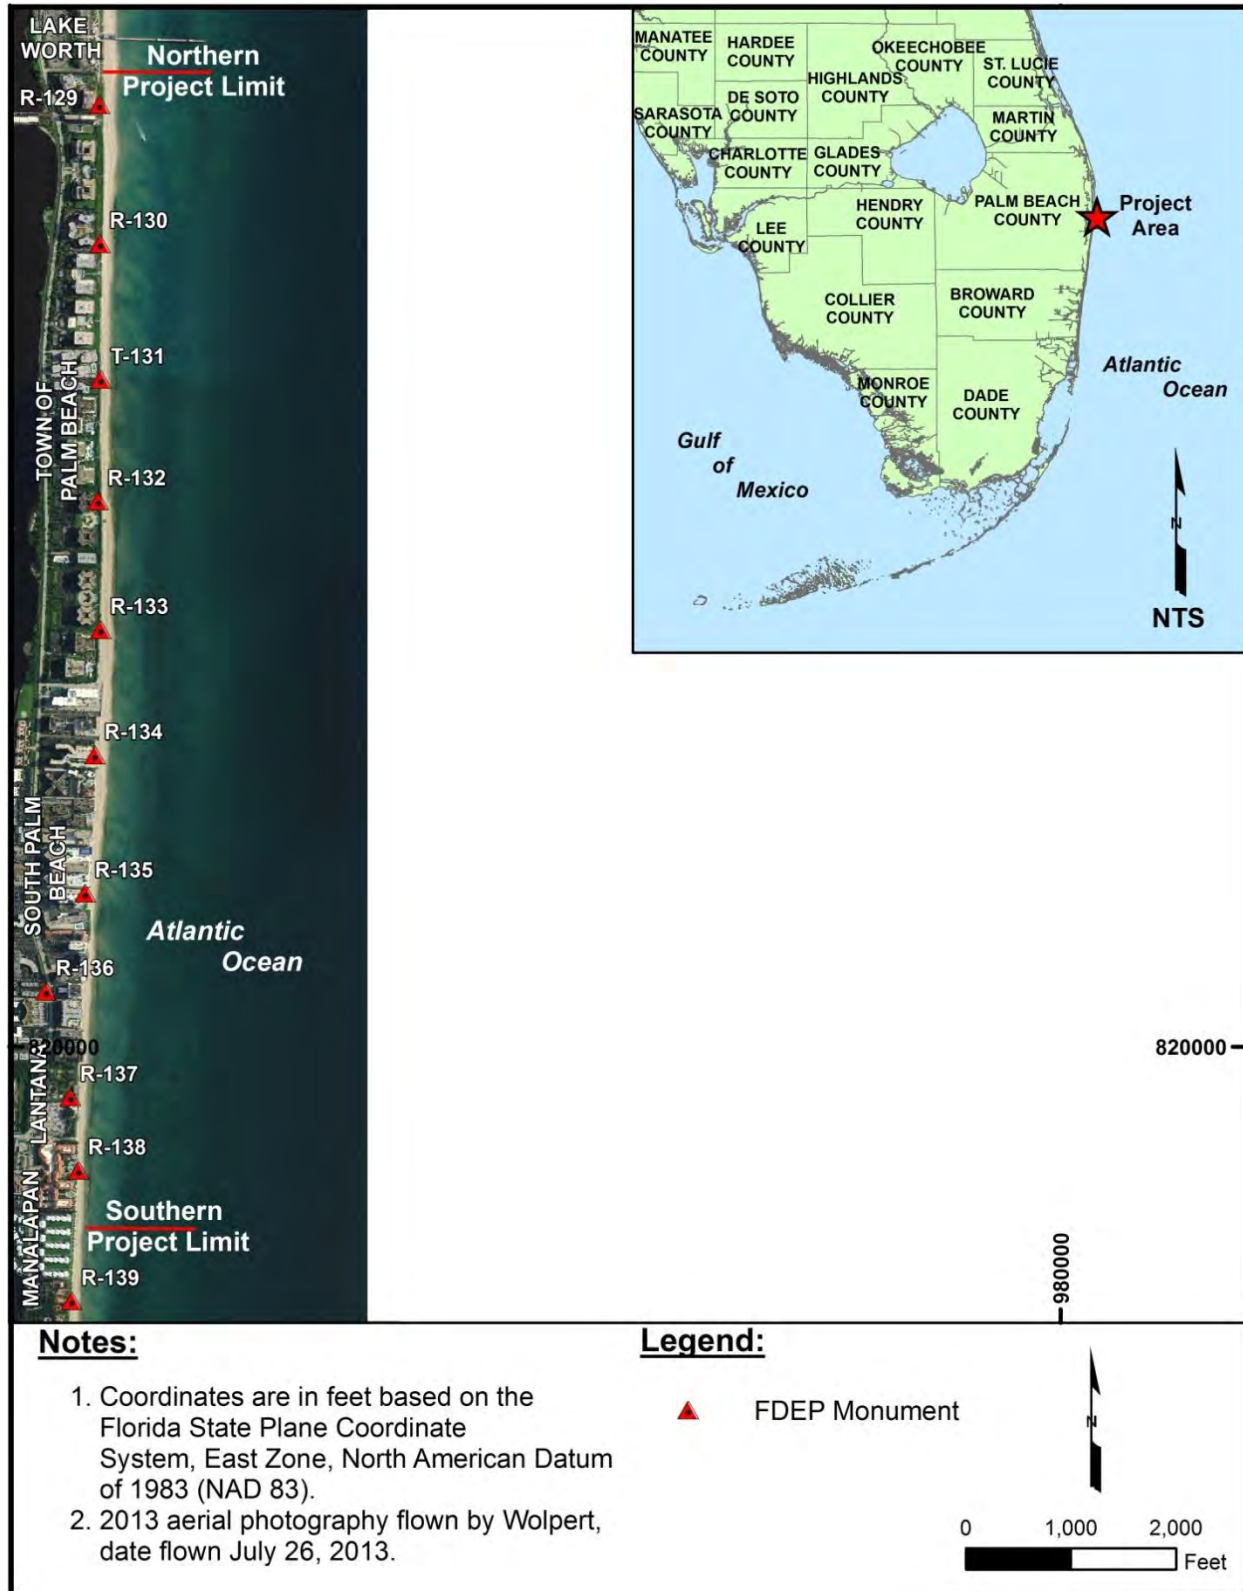 LAKE
WORTH
Northern
Project Limit
R-129
R-130
T-131
TOWN OF
PALM BEACH
R-132
R-133
R-134
SOUTH PALM
BEACH
R-135
Atlantic
Ocean
R-136
820000
LANTANA
R-137
R-138
MANALAPAN
Southern
Project Limit
R-139
MANATEE
COUNTY
HARDEE
COUNTY
HIGHLANDS
COUNTY
OKEECHOBEE
COUNTY
ST. LUCIE
COUNTY
SARASOTA
COUNTY
DE SOTO
COUNTY
MARTIN
COUNTY
CHARLOTTE
COUNTY
GLADES
COUNTY
LEE
COUNTY
HENDRY
COUNTY
PALM BEACH
COUNTY
Project
Area
COLLIER
COUNTY
BROWARD
COUNTY
MONROE
COUNTY
DADE
COUNTY
Atlantic
Ocean
Gulf
of
Mexico
N
NTS
820000
980000
Notes:
1. Coordinates are in feet based on the
Florida State Plane Coordinate
System, East Zone, North American Datum
of 1983 (NAD 83).
2. 2013 aerial photography flown by Wolpert,
date flown July 26, 2013.
Legend:
FDEP Monument
N
0 1,000 2,000
Feet